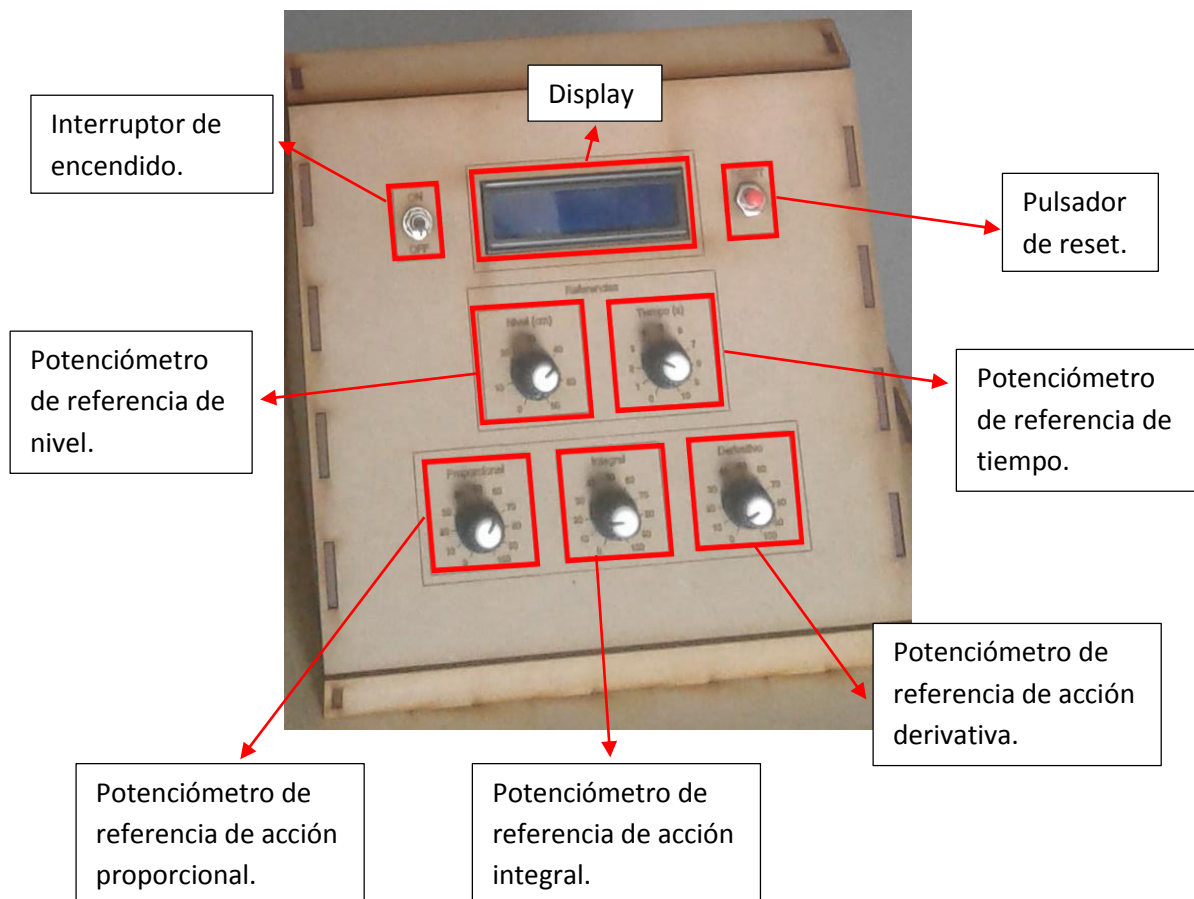 Display
Interruptor de
encendido.
Pulsador
de reset.
ON
OFF
Referencias
Nivel (cm)
Tiempo (s)
Potenciómetro
de referencia de
nivel.
Potenciómetro
de referencia de
tiempo.
Proporcional
Integral
Derivativo
Potenciómetro de
referencia de acción
derivativa.
Potenciómetro de
referencia de acción
proporcional.
Potenciómetro de
referencia de acción
integral.